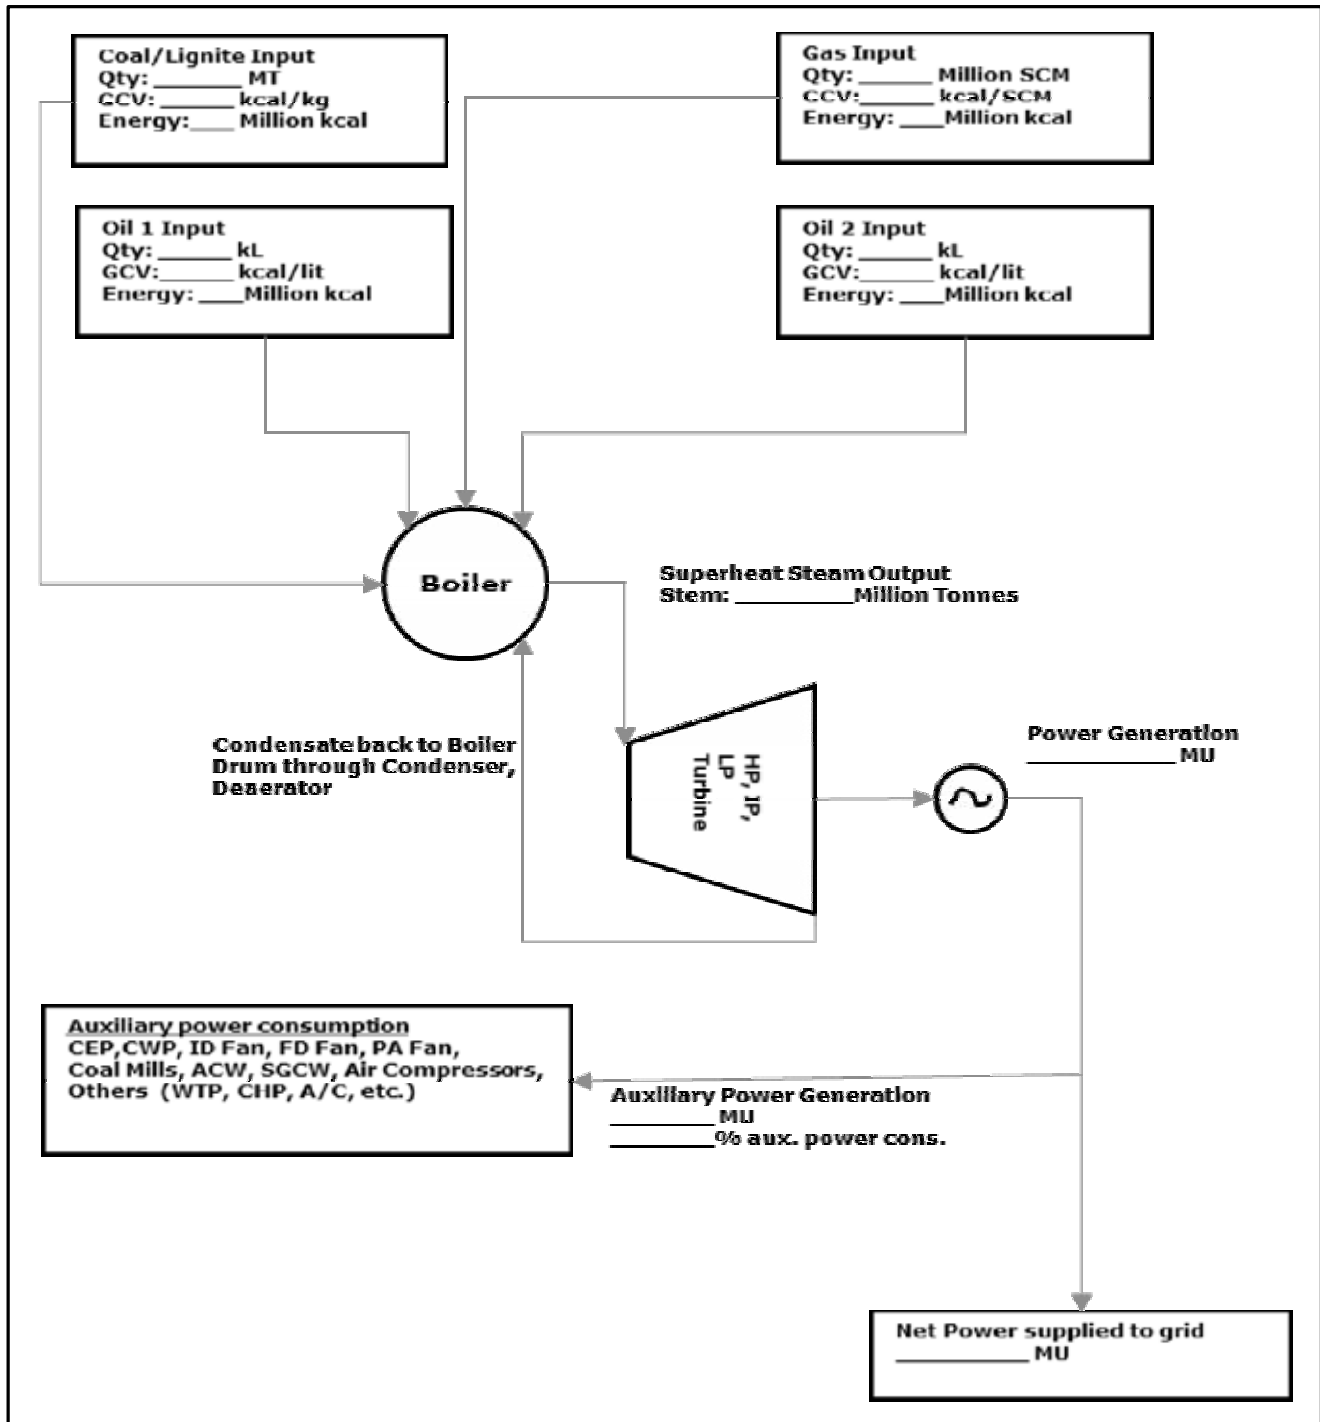 Coal/Lignite Input
Qty: ________ MT
GCV: ______ kcal/kg
Energy:____ Million kcal
Gas Input
Qty: ______ Million SCM
GCV:______ kcal/SCM
Energy: ____Million kcal
Oil 1 Input
Qty: ______ kL
GCV:______ kcal/lit
Energy: ____Million kcal
Oil 2 Input
Qty: ______ kL
GCV:______ kcal/lit
Energy: ____Million kcal
Boiler
Superheat Steam Output
Stem: __________Million Tonnes
Condensate back to Boiler
Drum through Condenser,
Deaerator
HP, IP,
LP
Turbine
Power Generation
______________ MU
Auxiliary power consumption
CEP,CWP, ID Fan, FD Fan, PA Fan,
Coal Mills, ACW, SGCW, Air Compressors,
Others (WTP, CHP, A/C, etc.)
Auxiliary Power Generation
__________ MU
__________% aux. power cons.
Net Power supplied to grid
___________ MU